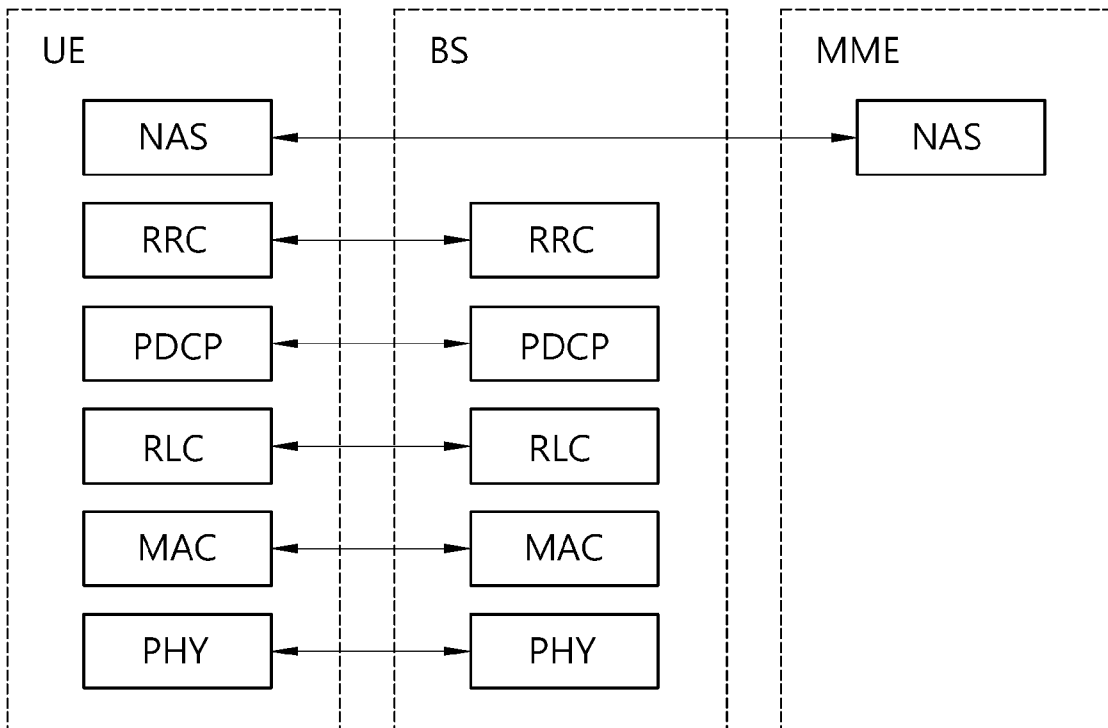 UE BS MME
NAS NAS
RRC RRC
PDCP PDCP
RLC RLC
MAC MAC
PHY PHY